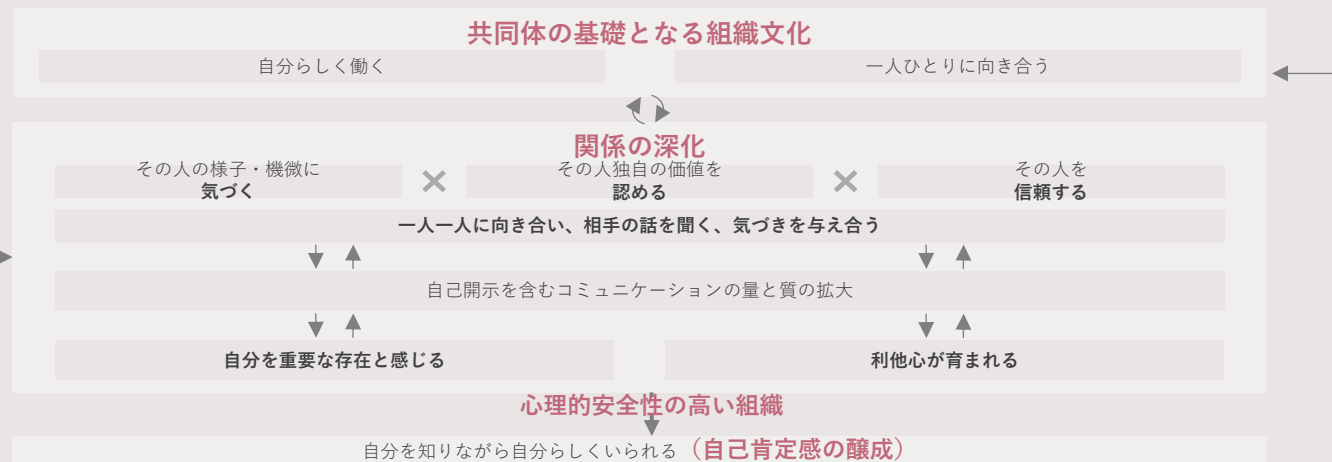 共同体の基礎となる組織文化
自分らしく働く
一人ひとりに向き合う
関係の深化
その人の様子・機微に
気づく
その人独自の価値を
認める
その人を
信頼する
一人一人に向き合い、相手の話を聞く、気づきを与え合う
自己開示を含むコミュニケーションの量と質の拡大
自分を重要な存在と感じる
利他心が育まれる
心理的安全性の高い組織
自分を知りながら自分らしくいられる（自己肯定感の醸成）